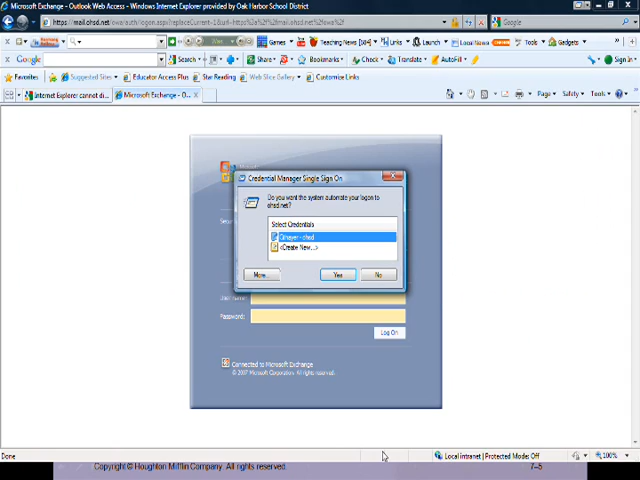 Microsoft Exchange - Outlook Web Access - Windows Internet Explorer provided by Oak Harbor School District
Google
Games
Teaching News
Links
Launch
Local News
Tools
Gadgets
Google
Search
Share
Bookmarks
Check
Translate
AutoFill
Sign In
Favorites
Suggested Sites
Educator Access Plus
Star Reading
Web Slice Gallery
Customize Links
Internet Explorer cannot di...
Microsoft Exchange - O...
Page
Safety
Tools
Credential Manager Single Sign On
Do you want the system automate your logon to
ohsd.net?
Select Credentials
<Create New...>
More...
Yes
No
User Name:
Password:
Log On
Connected to Microsoft Exchange
© 2007 Microsoft Corporation. All rights reserved.
Done
Local intranet | Protected Mode: Off
100%
Copyright © Houghton Mifflin Company. All rights reserved.
7–5